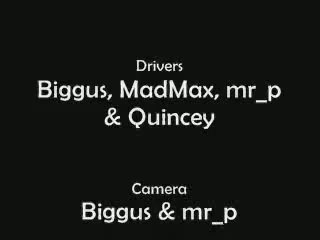 Drivers
Biggus, MadMax, mr_p
& Quincey
Camera
Biggus & mr_p